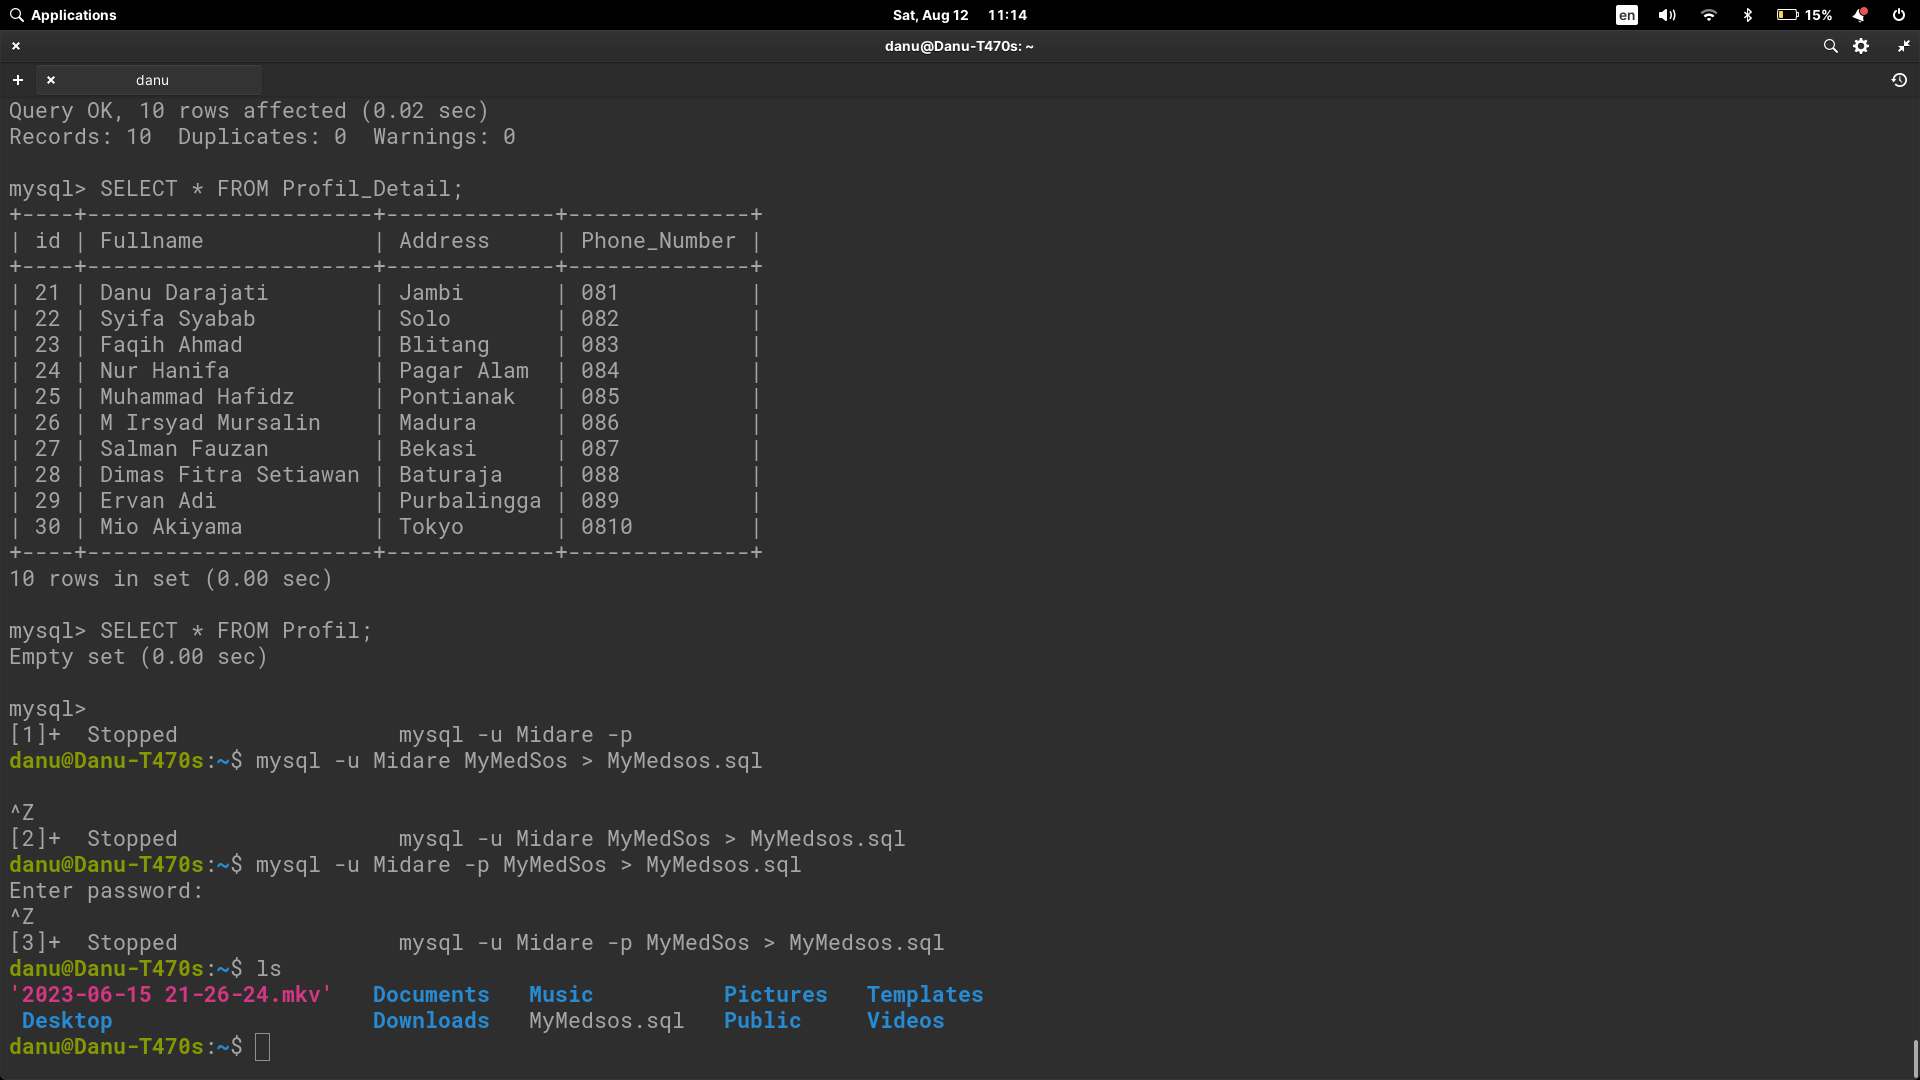 Applications
Sat, Aug 12 11:14
en
15%
danu@Danu-T470s: ~
danu
Query OK, 10 rows affected (0.02 sec)
Records: 10  Duplicates: 0  Warnings: 0
mysql> SELECT * FROM Profil_Detail;
+----+----------------------+-------------+--------------+
| id | Fullname             | Address     | Phone_Number |
+----+----------------------+-------------+--------------+
| 21 | Danu Darajati        | Jambi       | 081          |
| 22 | Syifa Syabab         | Solo        | 082          |
| 23 | Faqih Ahmad          | Blitang     | 083          |
| 24 | Nur Hanifa           | Pagar Alam  | 084          |
| 25 | Muhammad Hafidz      | Pontianak   | 085          |
| 26 | M Irsyad Mursalin    | Madura      | 086          |
| 27 | Salman Fauzan        | Bekasi      | 087          |
| 28 | Dimas Fitra Setiawan | Baturaja    | 088          |
| 29 | Ervan Adi            | Purbalingga | 089          |
| 30 | Mio Akiyama          | Tokyo       | 0810         |
+----+----------------------+-------------+--------------+
10 rows in set (0.00 sec)
mysql> SELECT * FROM Profil;
Empty set (0.00 sec)
mysql>
[1]+  Stopped                 mysql -u Midare -p
danu@Danu-T470s:~$ mysql -u Midare MyMedSos > MyMedsos.sql
^Z
[2]+  Stopped                 mysql -u Midare MyMedSos > MyMedsos.sql
danu@Danu-T470s:~$ mysql -u Midare -p MyMedSos > MyMedsos.sql
Enter password:
^Z
[3]+  Stopped                 mysql -u Midare -p MyMedSos > MyMedsos.sql
danu@Danu-T470s:~$ ls
'2023-06-15 21-26-24.mkv'   Documents   Music          Pictures   Templates
 Desktop                    Downloads   MyMedsos.sql   Public     Videos
danu@Danu-T470s:~$